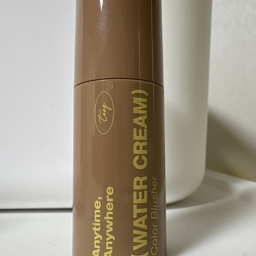 Anytime,
Anywhere
(WATER CREAM)
Color Blusher